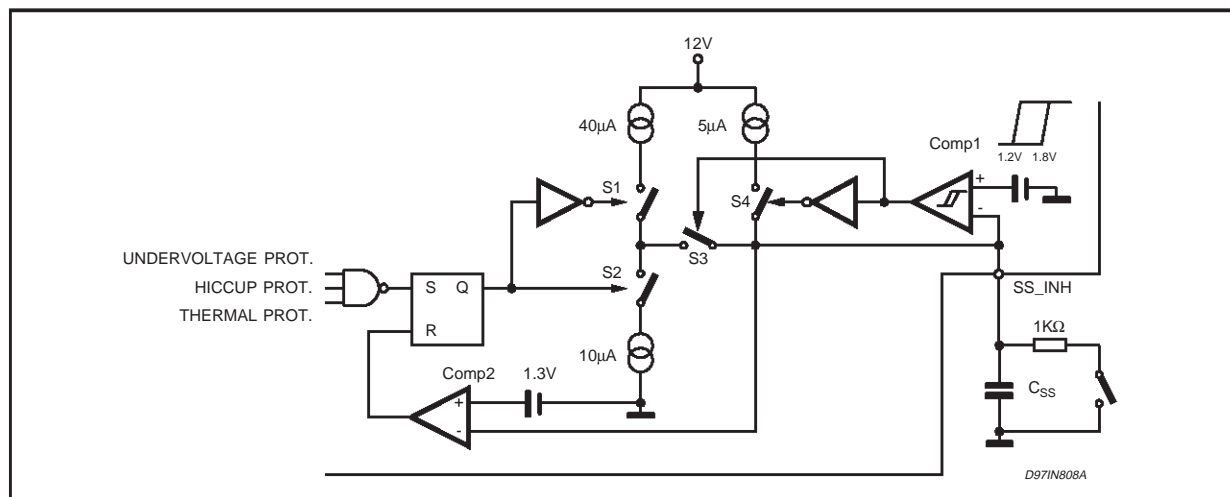 12V
40µA
5µA
Comp1
1.2V
1.8V
+
-
S1
S4
S3
UNDERVOLTAGE PROT.
HICCUP PROT.
THERMAL PROT.
S Q
R
S2
SS_INH
10µA
1KΩ
Comp2
1.3V
+
-
CSS
D97IN808A